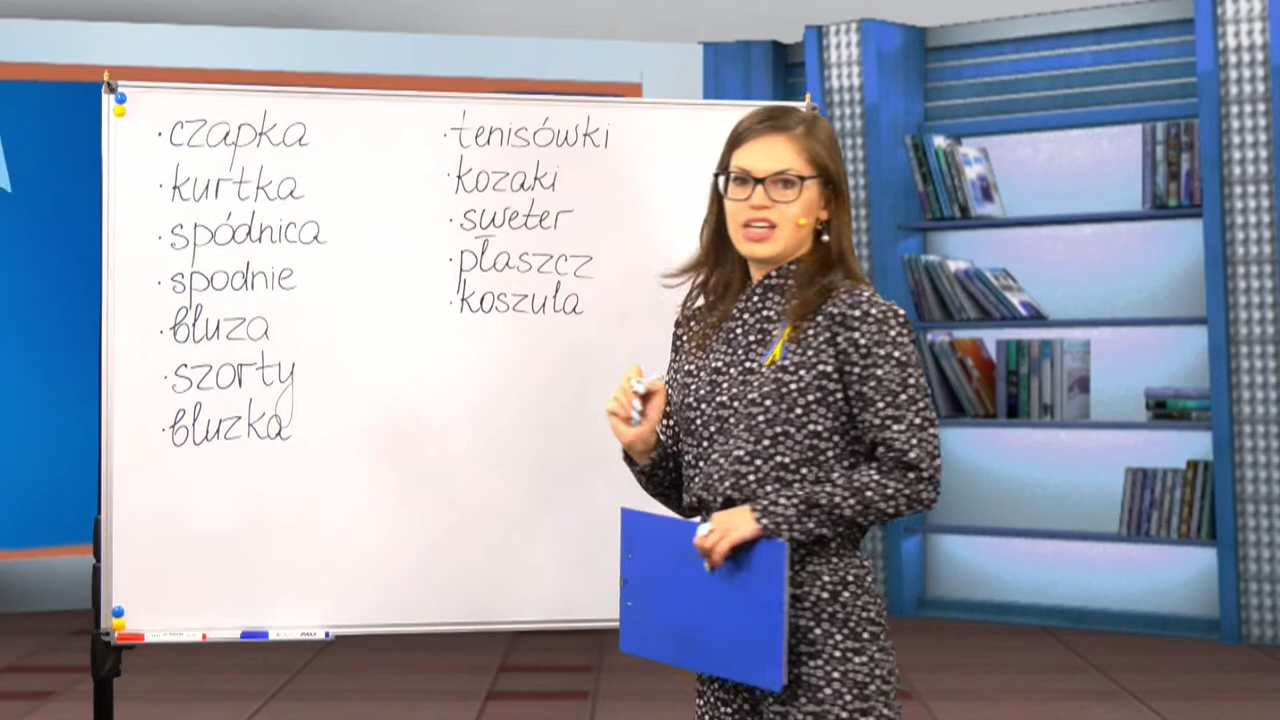 · czapka
· kurtka
· spódnica
· spodnie
· bluza
· szorty
· bluzka
· tenisówki
· kozaki
· sweter
· płaszcz
· koszula